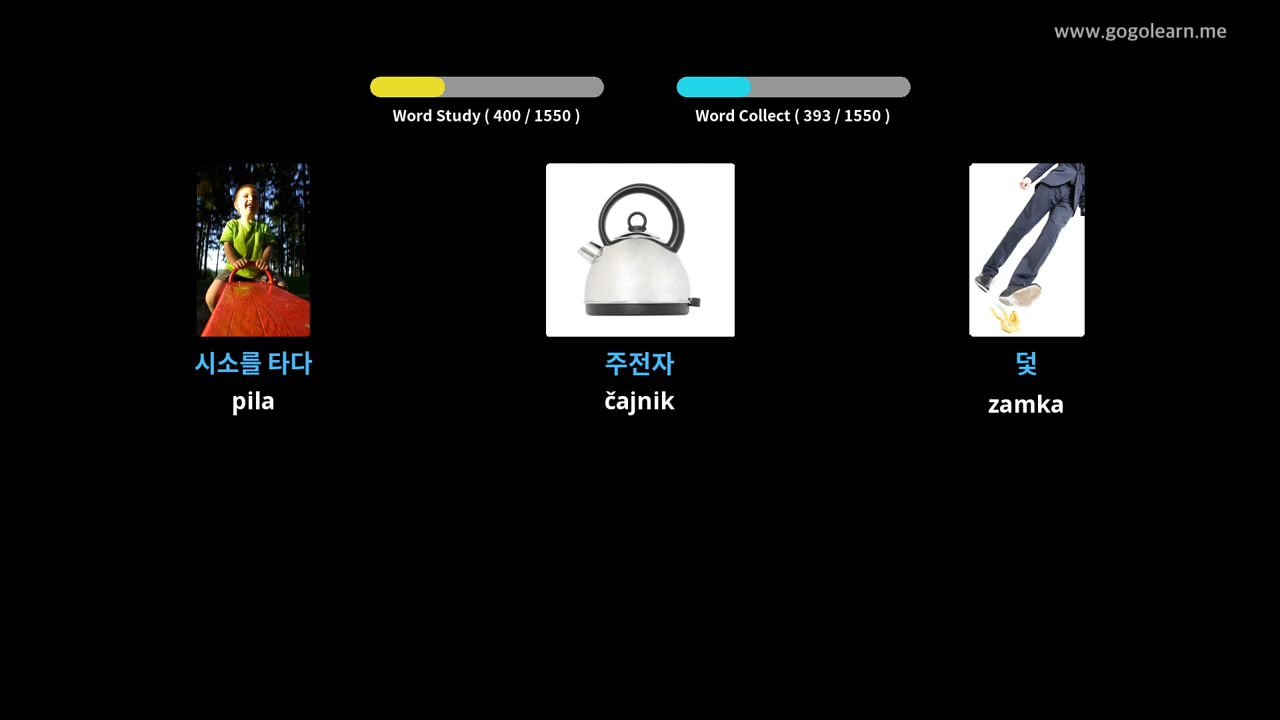 www.gogolearn.me
Word Study ( 400 / 1550 )
Word Collect ( 393 / 1550 )
시소를 타다
주전자
덫
pila
čajnik
zamka